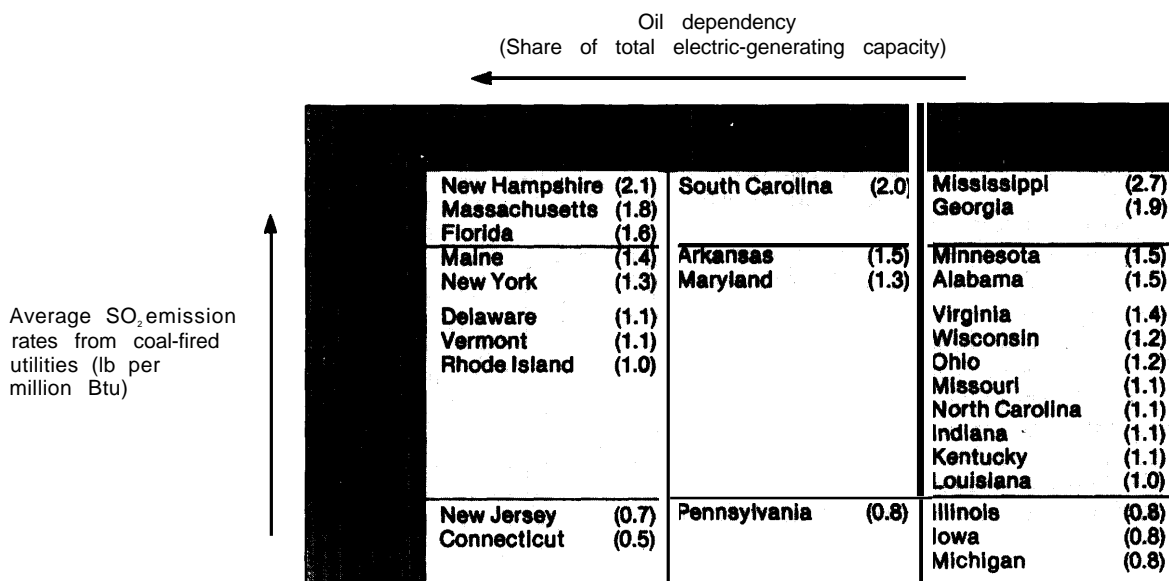 Oil dependency
(Share of total electric-generating capacity)
New Hampshire (2.1) South Carolina (2.0) Mississippi (2.7)
Massachusetts (1.8) Georgia (1.9)
Florida (1.6)
Maine (1.4) Arkansas (1.5) Minnesota (1.5)
New York (1.3) Maryland (1.3) Alabama (1.5)
Average SO2 emission
rates from coal-fired
utilities (lb per
million Btu)
Delaware (1.1) Virginia (1.4)
Vermont (1.1) Wisconsin (1.2)
Rhode Island (1.0) Ohio (1.2)
Missouri (1.1)
North Carolina (1.1)
Indiana (1.1)
Kentucky (1.1)
Louisiana (1.0)
New Jersey (0.7) Pennsylvania (0.8) Illinois (0.8)
Connecticut (0.5) Iowa (0.8)
Michigan (0.8)